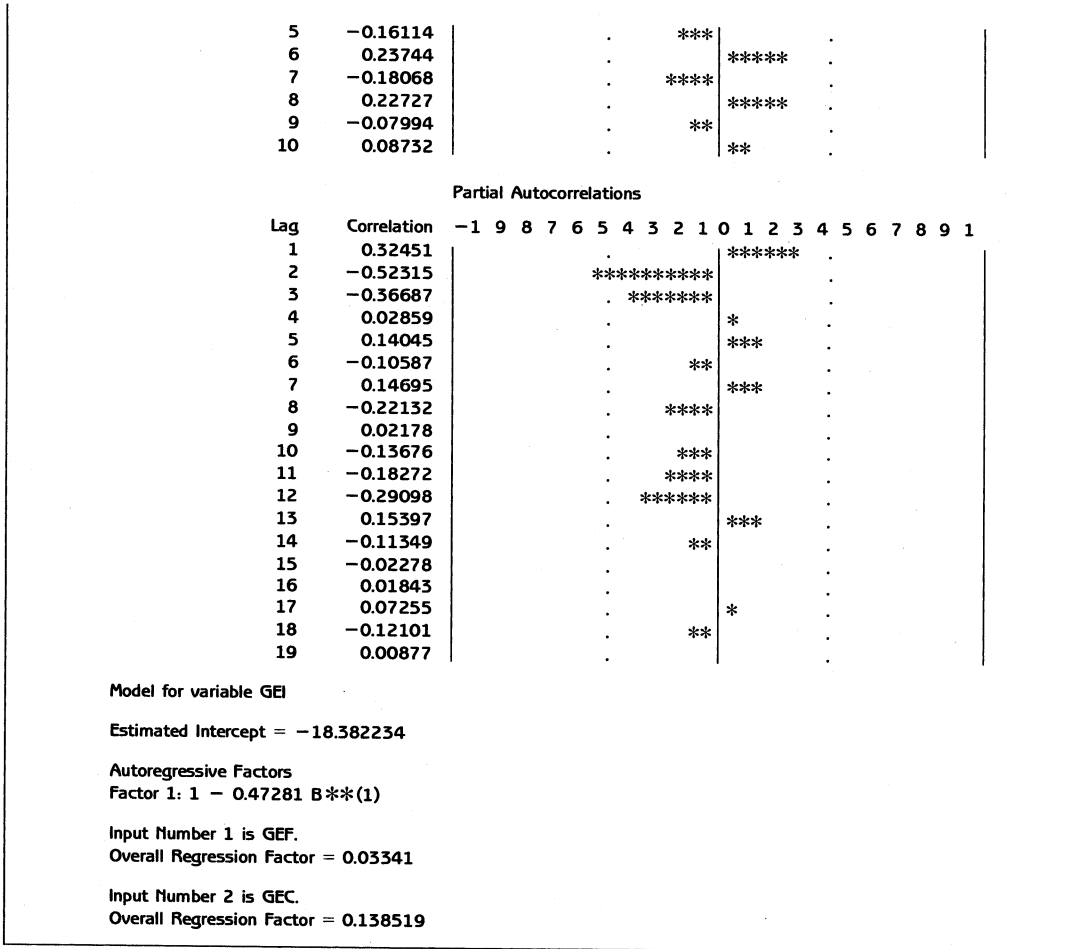 5 −0.16114 | . ***| .
6 0.23744 | . |***** .
7 −0.18068 | . ****| .
8 0.22727 | . |***** .
9 −0.07994 | . **| .
10 0.08732 | . |** .
Partial Autocorrelations
Lag Correlation −1 9 8 7 6 5 4 3 2 1 0 1 2 3 4 5 6 7 8 9 1
1 0.32451 | . |****** . |
2 −0.52315 | **********| . |
3 −0.36687 | . *******| . |
4 0.02859 | . |* . |
5 0.14045 | . |*** . |
6 −0.10587 | . **| . |
7 0.14695 | . |*** . |
8 −0.22132 | . ****| . |
9 0.02178 | . | . |
10 −0.13676 | . ***| . |
11 −0.18272 | . ****| . |
12 −0.29098 | . ******| . |
13 0.15397 | . |*** . |
14 −0.11349 | . **| . |
15 −0.02278 | . | . |
16 0.01843 | . | . |
17 0.07255 | . |* . |
18 −0.12101 | . **| . |
19 0.00877 | . | . |
Model for variable GEI
Estimated Intercept = −18.382234
Autoregressive Factors
Factor 1: 1 − 0.47281 B**(1)
Input Number 1 is GEF.
Overall Regression Factor = 0.03341
Input Number 2 is GEC.
Overall Regression Factor = 0.138519